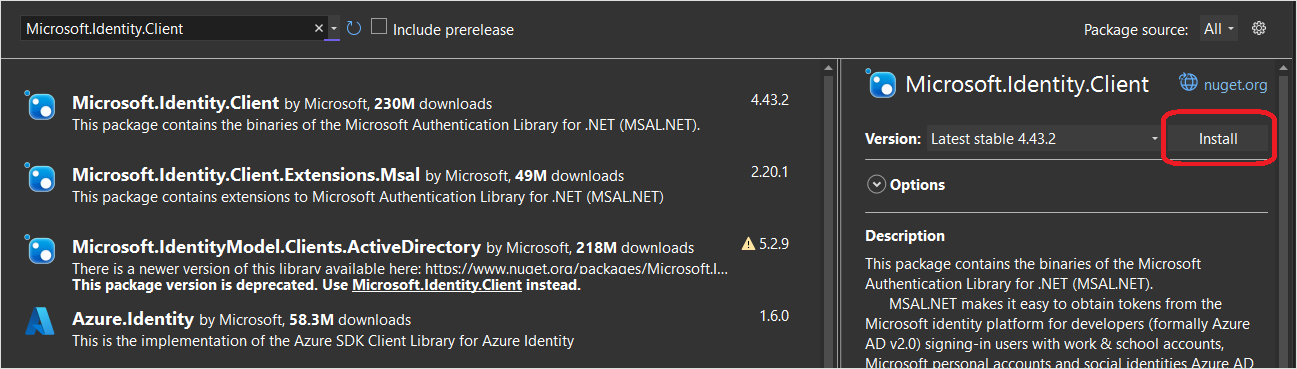 Microsoft.Identity.Client
Include prerelease
Package source: All
Microsoft.Identity.Client by Microsoft, 230M downloads 4.43.2
This package contains the binaries of the Microsoft Authentication Library for .NET (MSAL.NET).
Microsoft.Identity.Client.Extensions.Msal by Microsoft, 49M downloads 2.20.1
This package contains extensions to Microsoft Authentication Library for .NET (MSAL.NET)
Microsoft.IdentityModel.Clients.ActiveDirectory by Microsoft, 218M downloads 5.2.9
There is a newer version of this library available here: https://www.nuget.org/packages/Microsoft.I...
This package version is deprecated. Use Microsoft.Identity.Client instead.
Azure.Identity by Microsoft, 58.3M downloads 1.6.0
This is the implementation of the Azure SDK Client Library for Azure Identity
Microsoft.Identity.Client nuget.org
Version: Latest stable 4.43.2 Install
Options
Description
This package contains the binaries of the Microsoft
Authentication Library for .NET (MSAL.NET).
MSAL.NET makes it easy to obtain tokens from the
Microsoft identity platform for developers (formally Azure
AD v2.0) signing-in users with work & school accounts,
Microsoft personal accounts and social identities Azure AD